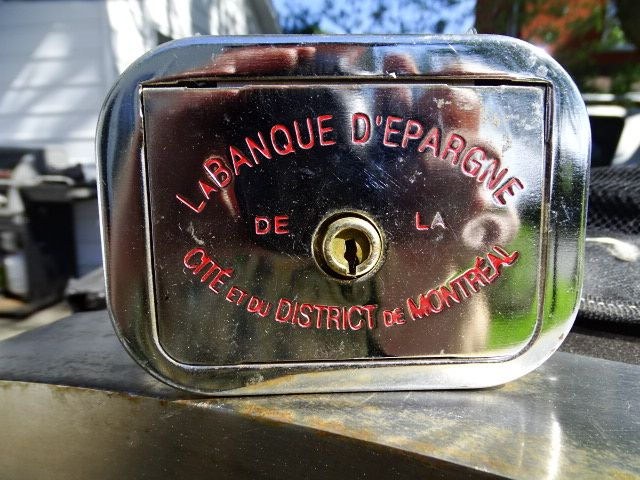 LA BANQUE D'EPARGNE
DE LA
CITÉ ET DU DISTRICT DE MONTRÉAL